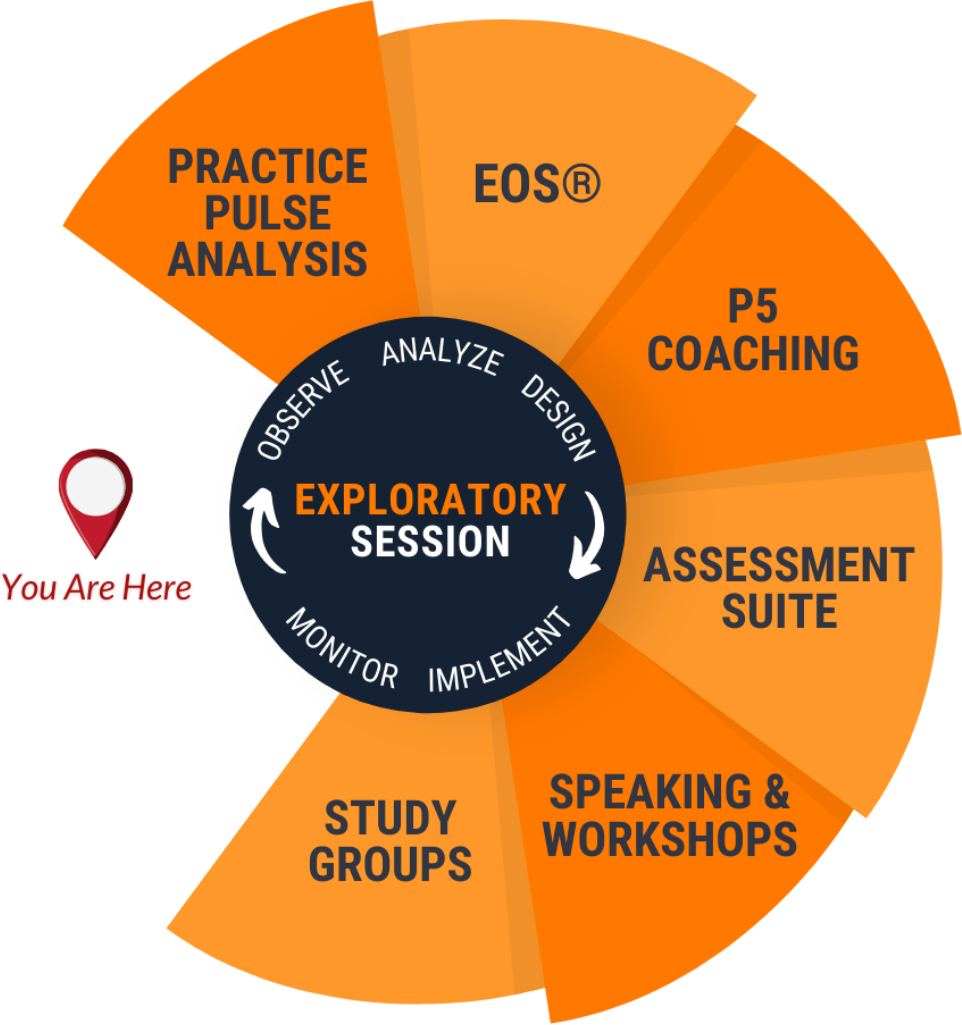 PRACTICE
PULSE
ANALYSIS
EOS®
P5
COACHING
ASSESSMENT
SUITE
SPEAKING &
WORKSHOPS
STUDY
GROUPS
OBSERVE
ANALYZE
DESIGN
IMPLEMENT
MONITOR
EXPLORATORY
SESSION
You Are Here